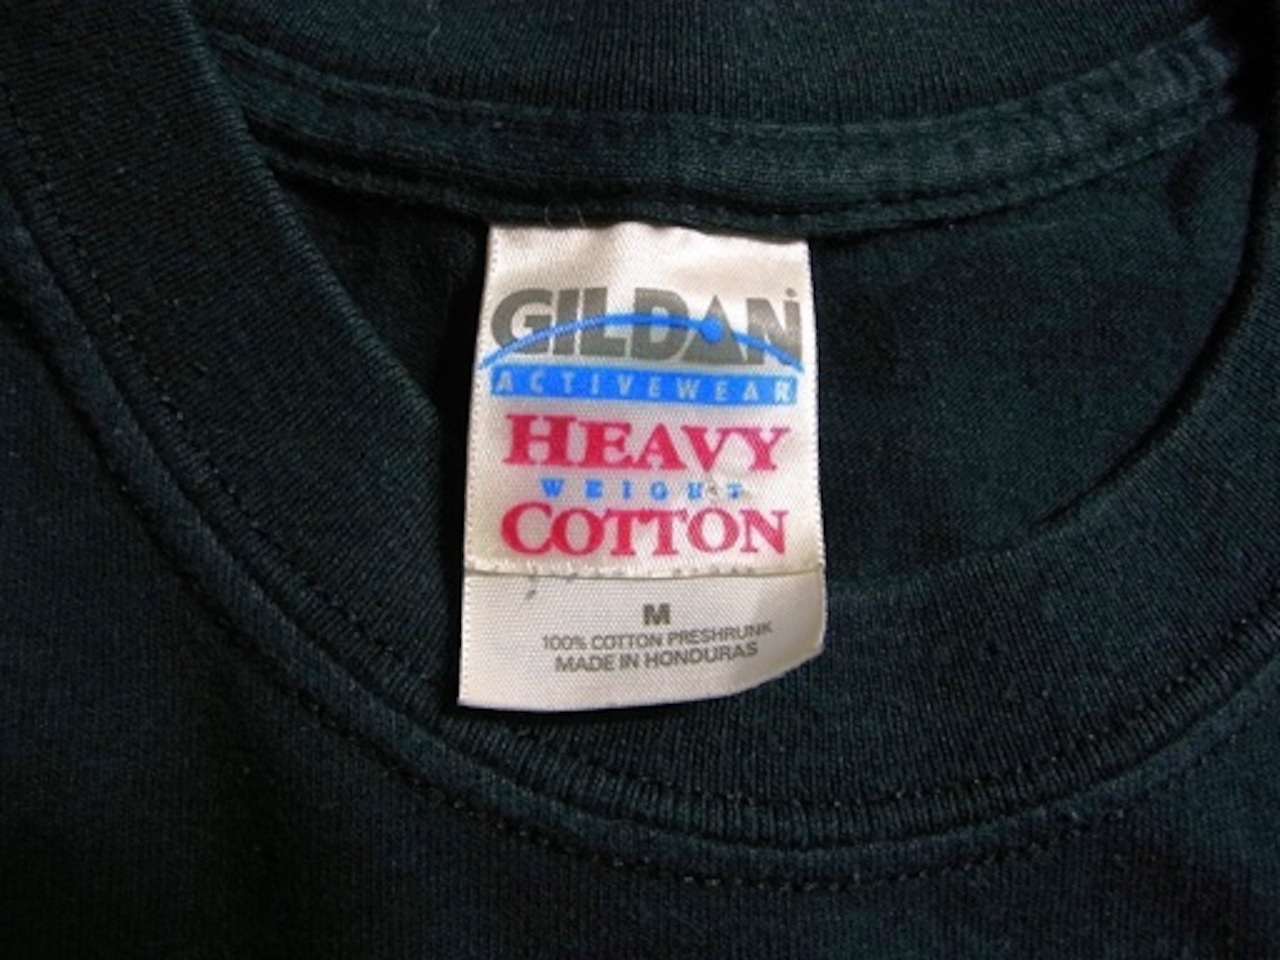 GILDAN
ACTIVEWEAR
HEAVY
WEIGHT
COTTON
M
100% COTTON PRESHRUNK
MADE IN HONDURAS